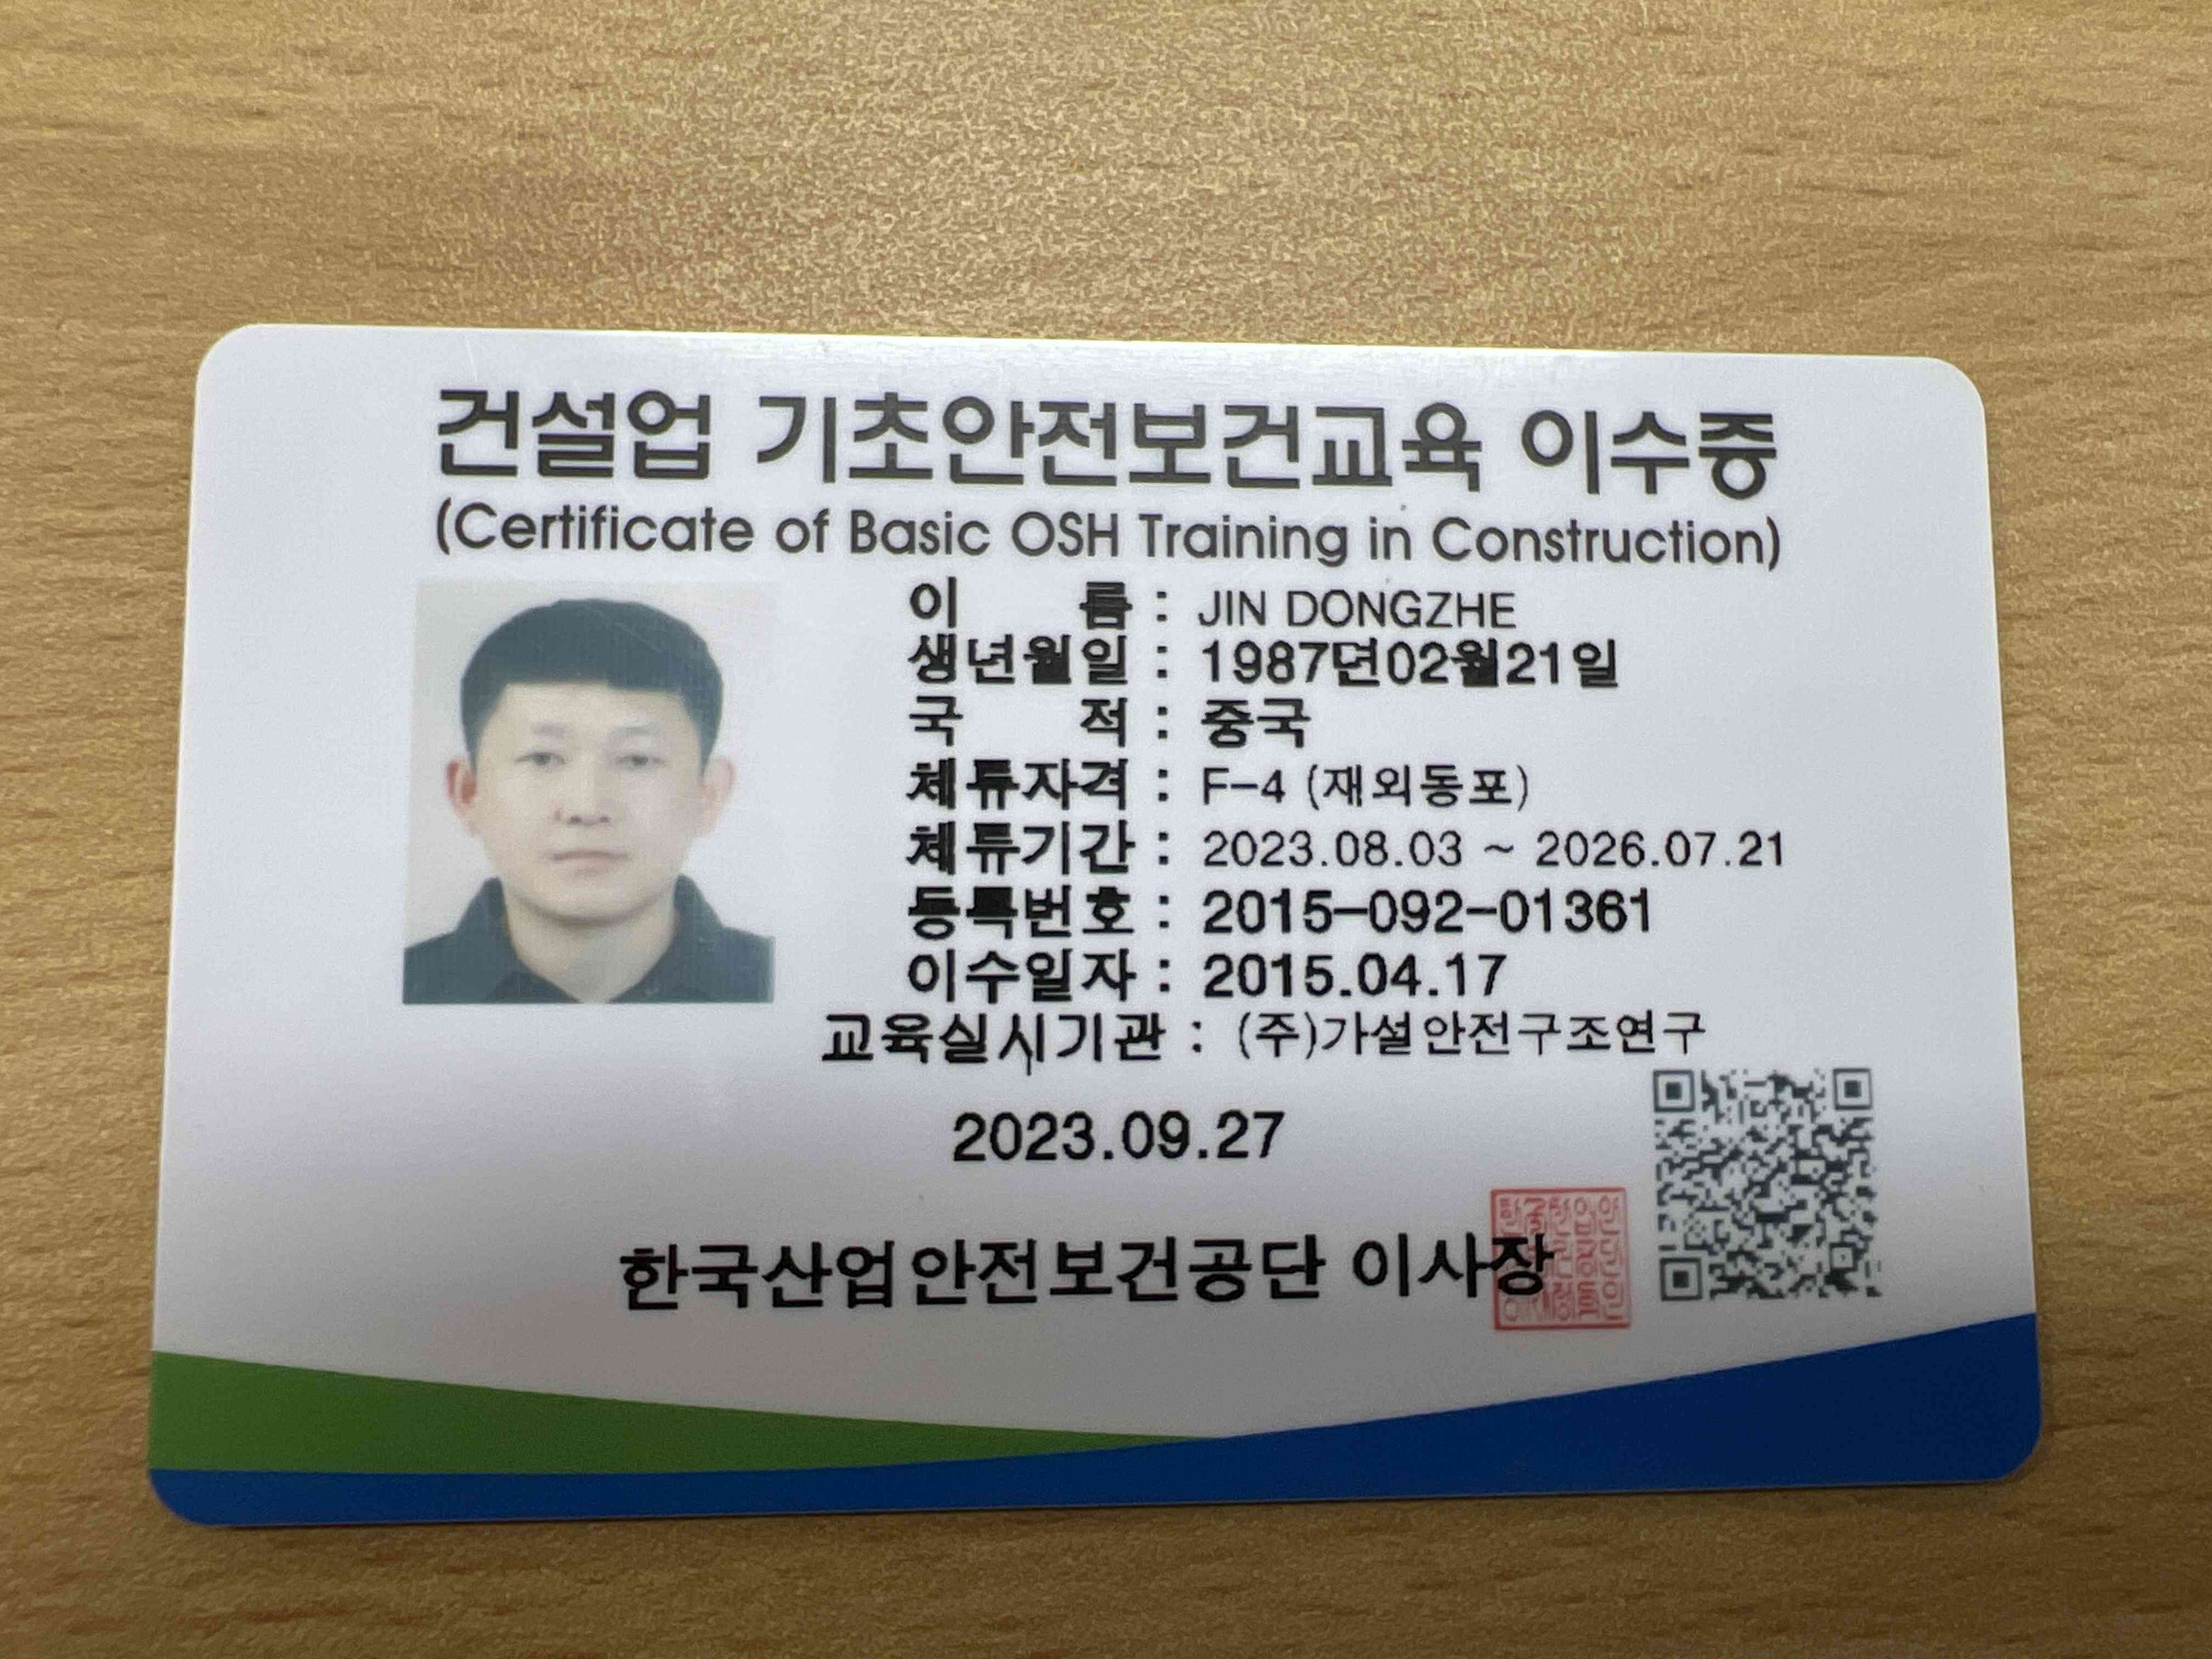 건설업 기초안전보건교육 이수증
(Certificate of Basic OSH Training in Construction)
이 름 : JIN DONGZHE
생년월일 : 1987년02월21일
국 적 : 중국
체류자격 : F-4 (재외동포)
체류기간 : 2023.08.03 ~ 2026.07.21
등록번호 : 2015-092-01361
이수일자 : 2015.04.17
교육실시기관 : (주)가설안전구조연구
2023.09.27
한국산업안전보건공단 이사장